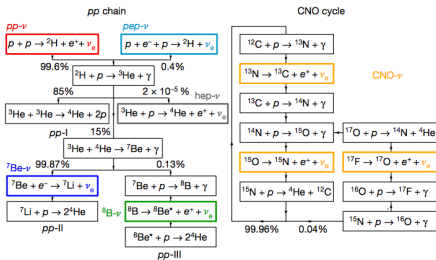 pp chain
pp-ν
pep-ν
p + p → ²H + e⁺ + νₑ
p + e⁻ + p → ²H + νₑ
99.6%
0.4%
²H + p → ³He + γ
85%
2 × 10⁻⁵ %
hep-ν
³He + ³He → ⁴He + 2p
³He + p → ⁴He + e⁺ + νₑ
pp-I
15%
³He + ⁴He → ⁷Be + γ
⁷Be-ν
99.87%
0.13%
⁷Be + e⁻ → ⁷Li + νₑ
⁷Be + p → ⁸B + γ
⁷Li + p → 2⁴He
⁸B-ν
⁸B → ⁸Be* + e⁺ + νₑ
pp-II
⁸Be* + p → 2⁴He
pp-III
CNO cycle
¹²C + p → ¹³N + γ
¹³N → ¹³C + e⁺ + νₑ
CNO-ν
¹³C + p → ¹⁴N + γ
¹⁴N + p → ¹⁵O + γ
¹⁷O + p → ¹⁴N + ⁴He
¹⁵O → ¹⁵N + e⁺ + νₑ
¹⁷F → ¹⁷O + e⁺ + νₑ
¹⁵N + p → ⁴He + ¹²C
¹⁶O + p → ¹⁷F + γ
99.96%
0.04%
¹⁵N + p → ¹⁶O + γ